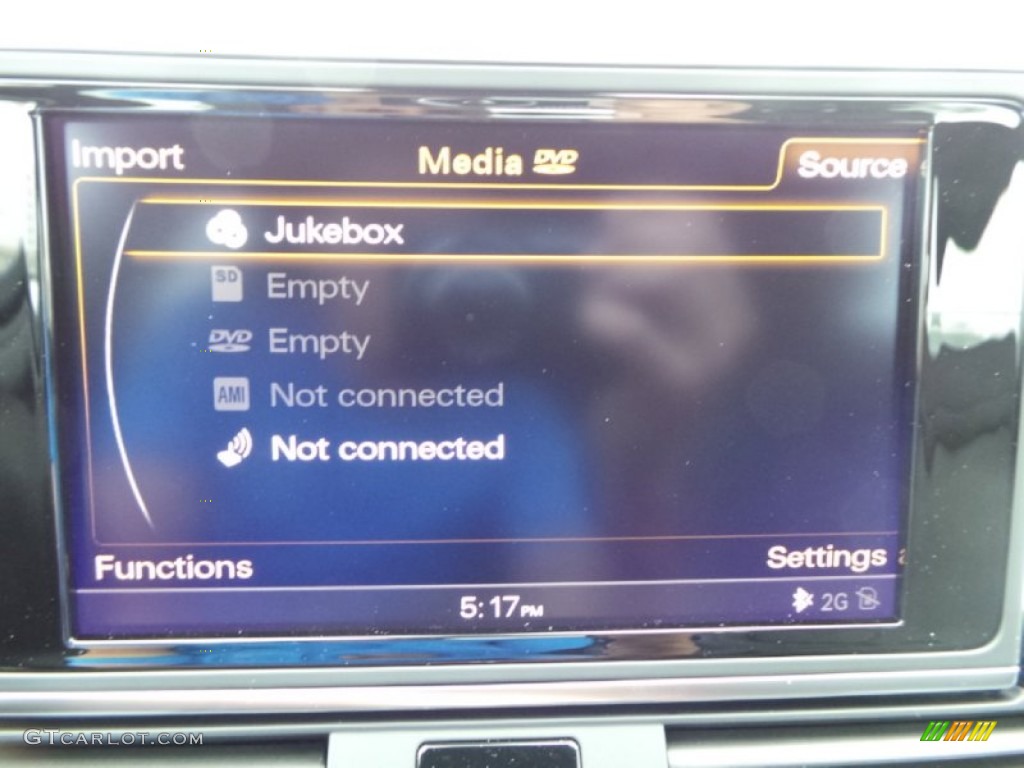 Import Media DVD Source
Jukebox
SD Empty
DVD Empty
AMI Not connected
Not connected
Functions Settings
5:17PM 2G
GTCARLOT.COM